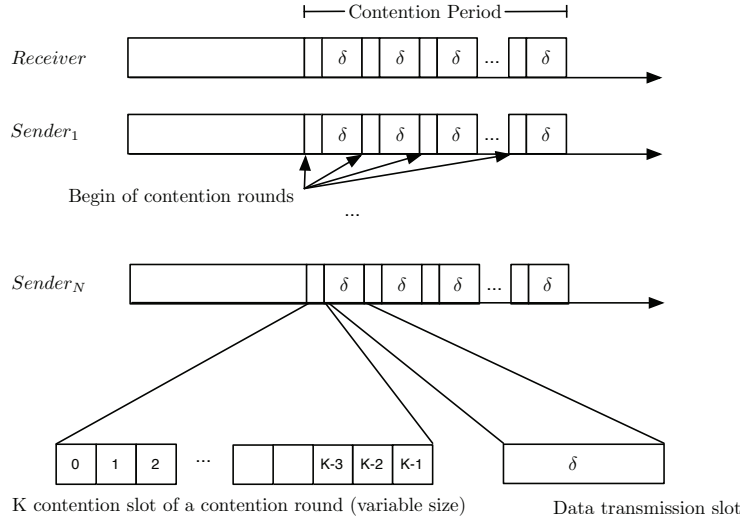 Contention Period
Receiver
δ δ δ ... δ
Sender₁
δ δ δ ... δ
Begin of contention rounds
...
Sender_N
δ δ δ ... δ
0 1 2 ... K-3 K-2 K-1 δ
K contention slot of a contention round (variable size)
Data transmission slot